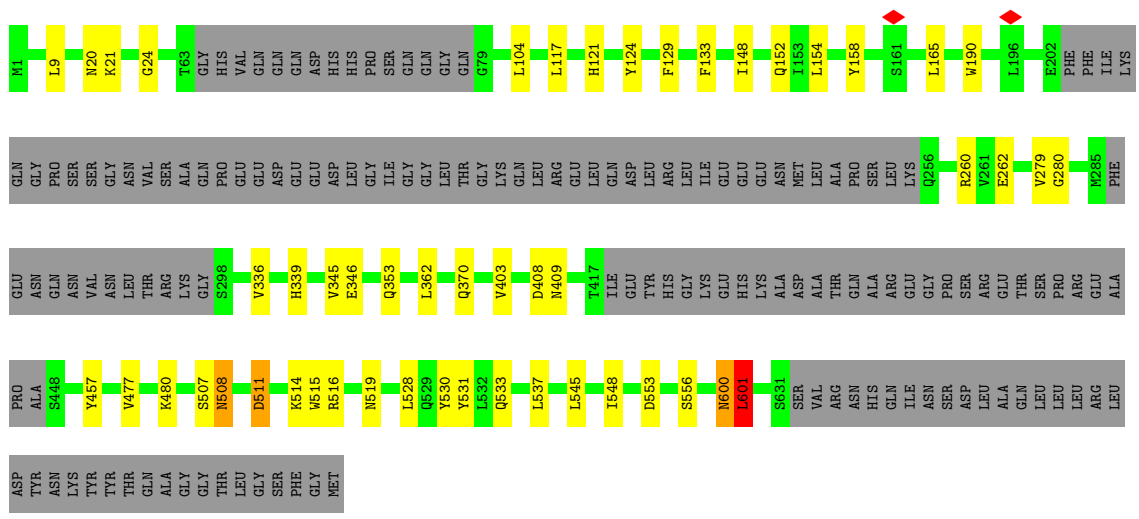 M1 L9 N20 K21 G24 T63 GLY HIS VAL GLN GLN GLN ASP HIS HIS PRO SER GLN GLN GLY GLN G79 L104 L117 H121 Y124 F129 F133 I148 Q152 I153 L154 Y158 S161 L165 W190 L196 E202 PHE PHE ILE LYS
GLN GLY PRO SER SER GLY ASN VAL SER ALA GLN PRO GLU GLU ASP GLU GLU ASP LEU GLY ILE GLY GLY LEU THR GLY LYS GLN LEU ARG GLU LEU GLN ASP LEU ARG LEU ILE GLU GLU GLU ASN MET LEU ALA PRO SER LEU LYS Q256 R260 V261 E262 V279 G280 M285 PHE
GLU ASN GLN ASN VAL ASN LEU THR ARG LYS GLY S298 V336 H339 V345 E346 Q353 L362 Q370 V403 D408 N409 T417 ILE GLU TYR HIS GLY LYS GLU HIS LYS ALA ASP ALA THR GLN ALA ARG GLU GLY PRO SER ARG GLU THR SER PRO ARG GLU ALA
PRO ALA S448 Y457 V477 K480 S507 N508 D511 K514 W515 R516 N519 L528 Q529 Y530 Y531 L532 Q533 L537 L545 I548 D553 S556 N600 L601 S631 SER VAL ARG ASN HIS GLN ILE ASN SER ASP LEU ALA GLN LEU LEU LEU ARG LEU
ASP TYR ASN LYS TYR TYR THR GLN ALA GLY GLY THR LEU GLY SER PHE GLY MET